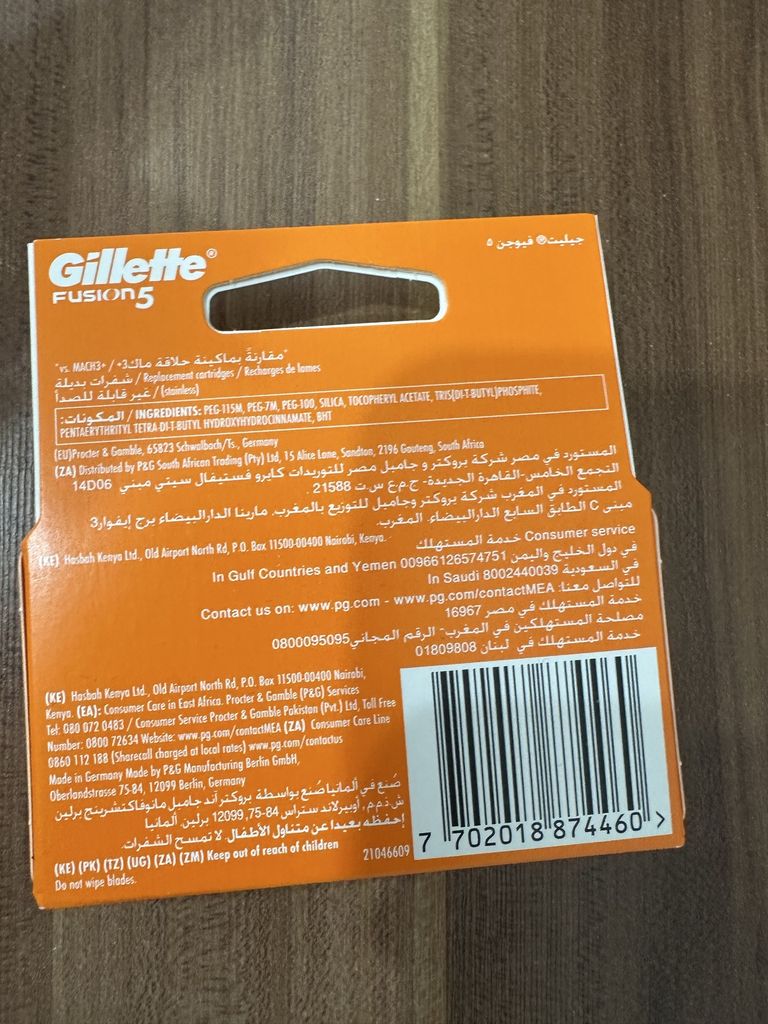 Gillette®
FUSION5
جيليت® فيوجن ٥
"vs. MACH3+ / مقارنةً بماكينة حلاقة ماك3+"
شفرات بديلة / Replacement cartridges / Recharges de lames
غير قابلة للصدأ / (stainless)
المكونات: / INGREDIENTS: PEG-115M, PEG-7M, PEG-100, SILICA, TOCOPHERYL ACETATE, TRIS(DI-T-BUTYL)PHOSPHITE,
PENTAERYTHRITYL TETRA-DI-T-BUTYL HYDROXYHYDROCINNAMATE, BHT
(EU)Procter & Gamble, 65823 Schwalbach/Ts., Germany
(ZA) Distributed by P&G South African Trading (Pty) Ltd, 15 Alice Lane, Sandton, 2196 Gauteng, South Africa
المستورد في مصر شركة بروكتر و جامبل مصر للتوريدات كايرو فستيفال سيتي مبني 14D06
التجمع الخامس-القاهرة الجديدة- ج.م.ع س.ت 21588 .
المستورد في المغرب شركة بروكتر وجامبل للتوزيع بالمغرب. مارينا الدارالبيضاء برج إيفوار3
مبنى C الطابق السابع الدارالبيضاء. المغرب.
(KE) Hasbah Kenya Ltd., Old Airport North Rd, P.O. Box 11500-00400 Nairobi, Kenya.
Consumer service خدمة المستهلك
In Gulf Countries and Yemen 00966126574751 في دول الخليج واليمن
In Saudi 8002440039 في السعودية
Contact us on: www.pg.com - www.pg.com/contactMEA :للتواصل معنا
خدمة المستهلك في مصر 16967
مصلحة المستهلكين في المغرب- الرقم المجاني0800095095
خدمة المستهلك في لبنان 01809808
(KE) Hasbah Kenya Ltd., Old Airport North Rd, P.O. Box 11500-00400 Nairobi,
Kenya. (EA): Consumer Care in East Africa. Procter & Gamble (P&G) Services
Tel: 080 072 0483 / Consumer Service Procter & Gamble Pakistan (Pvt.) Ltd, Toll Free
Number: 0800 72634 Website: www.pg.com/contactMEA (ZA) Consumer Care Line
0860 112 188 (Sharecall charged at local rates) www.pg.com/contactus
Made in Germany Made by P&G Manufacturing Berlin GmbH,
Oberlandstrasse 75-84, 12099 Berlin, Germany
صُنع في ألمانيا صُنع بواسطة بروكتر أند جامبل مانوفاكتشرينج برلين
ش.ذ.م.م، أوبيرلاند ستراس 84-75, 12099 برلين. ألمانيا
إحفظه بعيدا عن متناول الأطفال. لا تمسح الشفرات.
(KE) (PK) (TZ) (UG) (ZA) (ZM) Keep out of reach of children
Do not wipe blades.
21046609
7 702018 874460 >